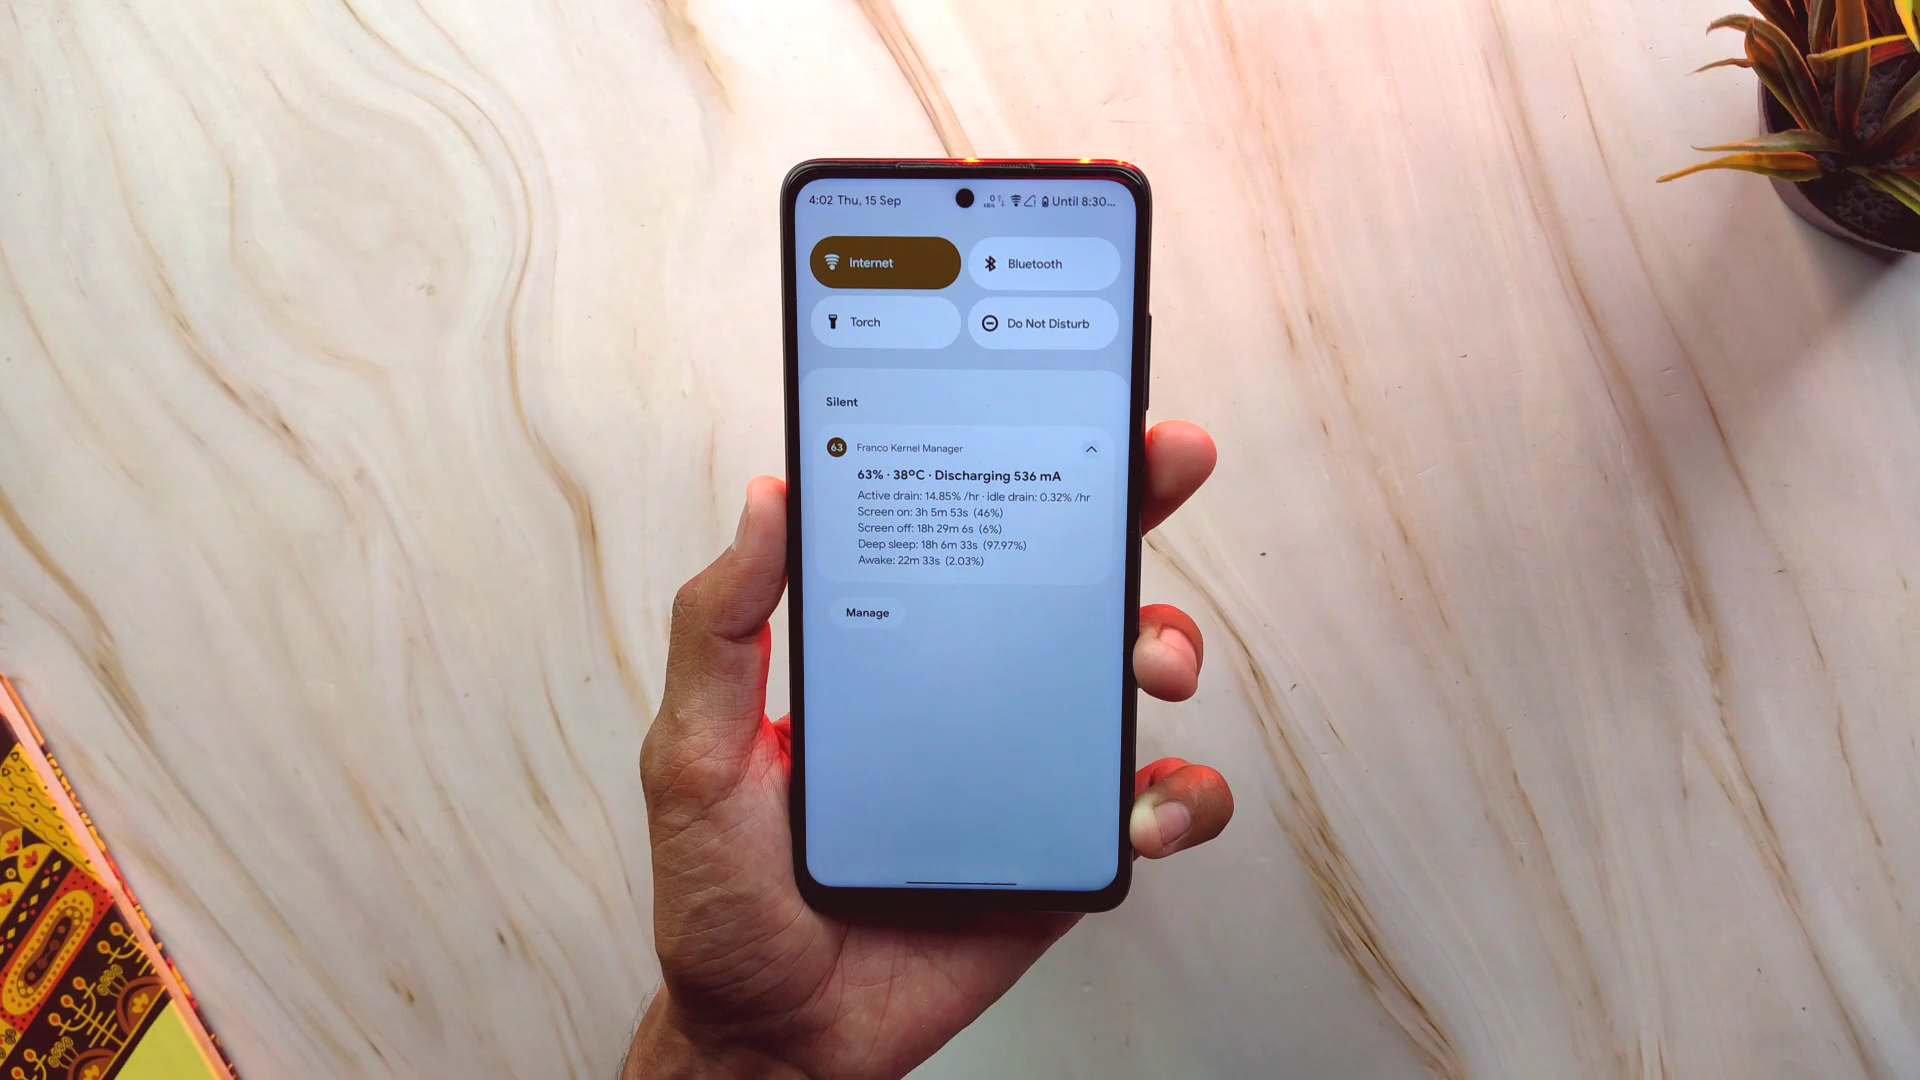 4:02 Thu, 15 Sep
0
kB/s
Until 8:30...
Internet
Bluetooth
Torch
Do Not Disturb
Silent
63
Franco Kernel Manager
63% · 38ºC · Discharging 536 mA
Active drain: 14.85% /hr · idle drain: 0.32% /hr
Screen on: 3h 5m 53s (46%)
Screen off: 18h 29m 6s (6%)
Deep sleep: 18h 6m 33s (97.97%)
Awake: 22m 33s (2.03%)
Manage